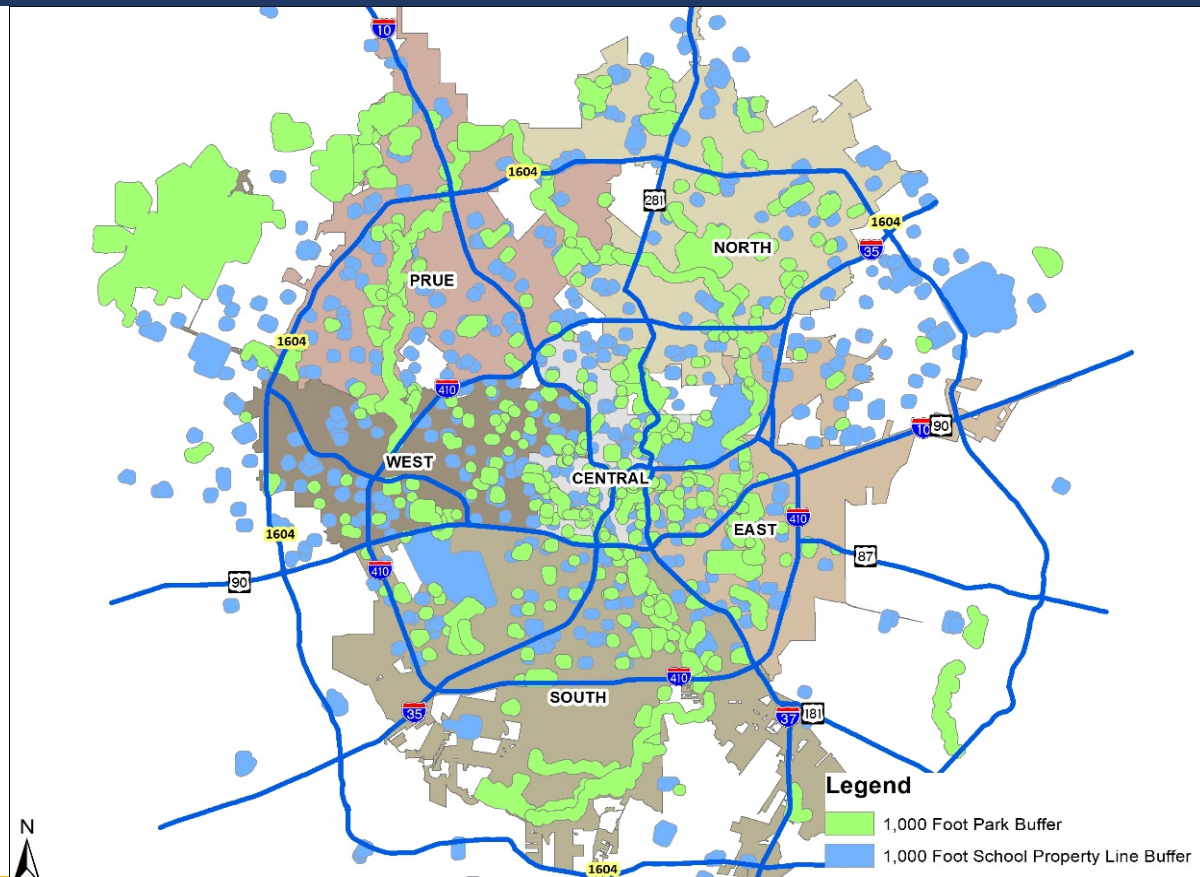 10
1604
281
1604
35
NORTH
PRUE
1604
410
10
90
WEST
CENTRAL
410
EAST
1604
87
410
90
410
SOUTH
35
37
181
Legend
1,000 Foot Park Buffer
N
1,000 Foot School Property Line Buffer
1604